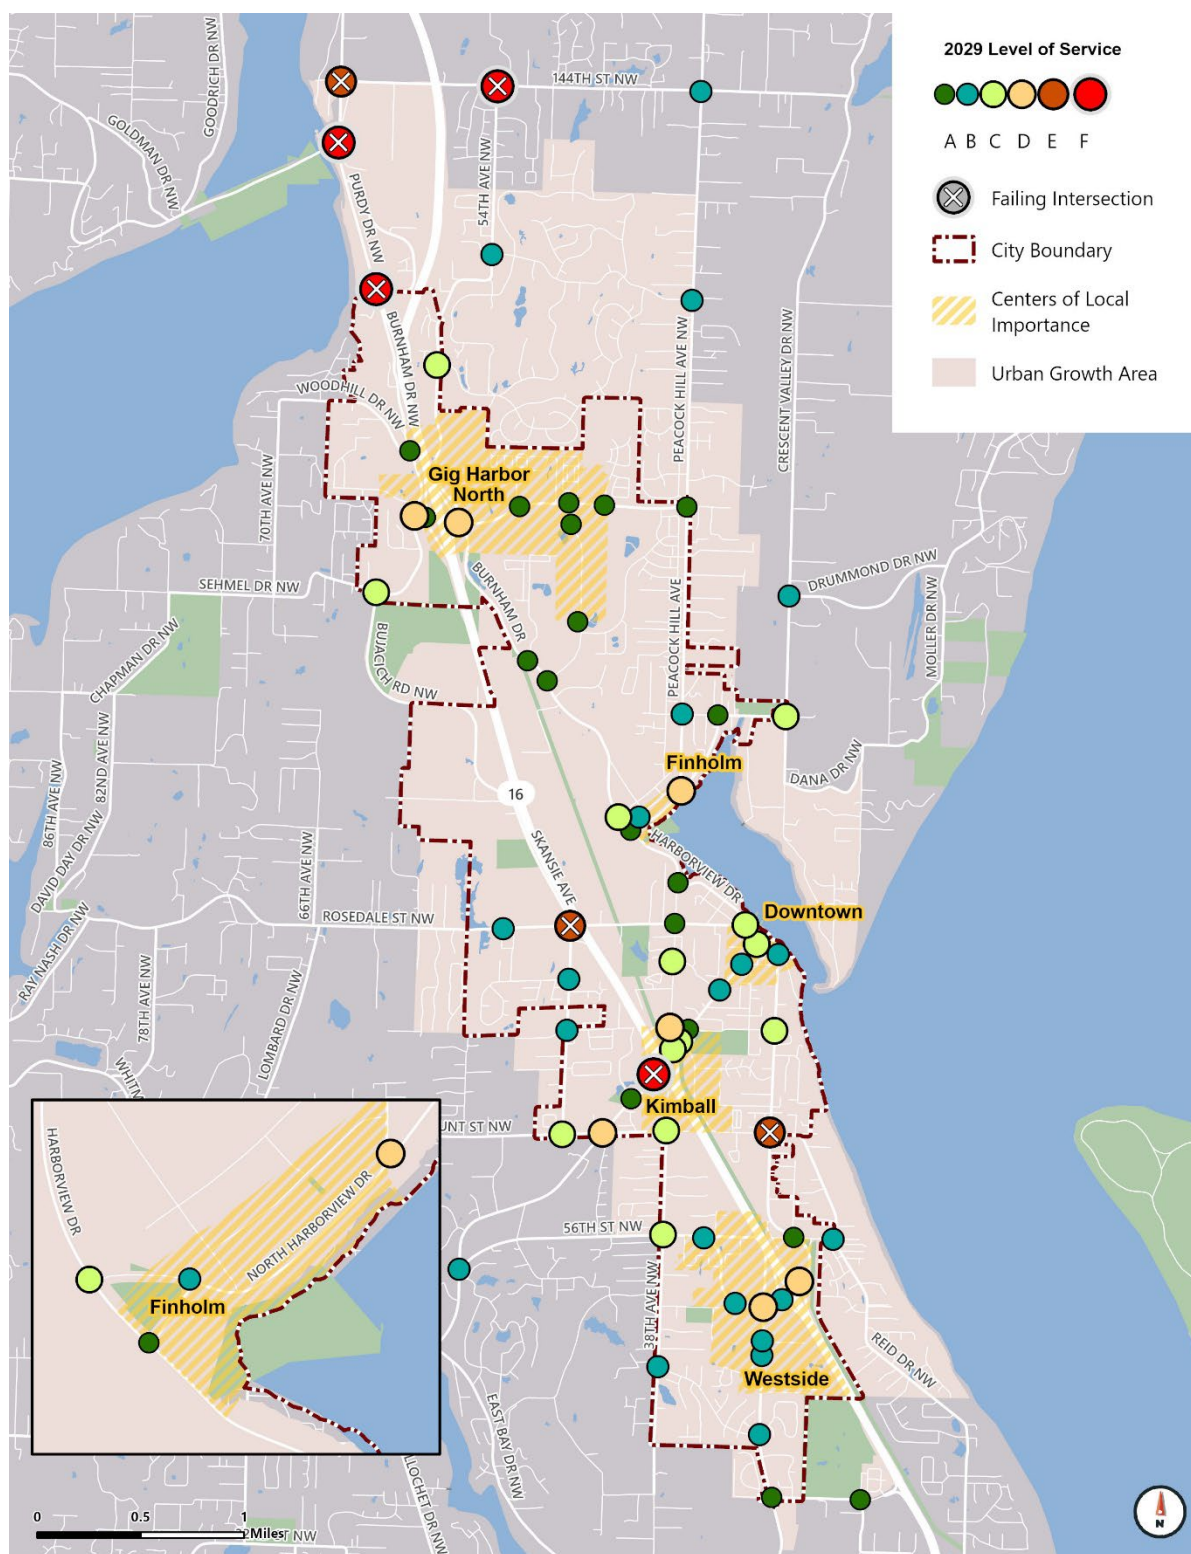 2029 Level of Service
A B C D E F
Failing Intersection
City Boundary
Centers of Local
Importance
Urban Growth Area
144TH ST NW
GOODRICH DR NW
GOLDMAN DR NW
PURDY DR NW
54TH AVE NW
BURNHAM DR NW
WOODHILL DR NW
PEACOCK HILL AVE NW
CRESCENT VALLEY DR NW
70TH AVE NW
Gig Harbor
North
SEHMEL DR NW
BURNHAM DR
DRUMMOND DR NW
MOLLER DR NW
PEACOCK HILL AVE
CHAPMAN DR NW
BUJACICH RD NW
82ND AVE NW
86TH AVE NW
DAVID DAY DR NW
Finholm
DANA DR NW
16
SKANSIE AVE
HARBORVIEW DR
66TH AVE NW
ROSEDALE ST NW
Downtown
RAY NASH DR NW
78TH AVE NW
LOMBARD DR NW
WHITM
Kimball
UNT ST NW
HARBORVIEW DR
NORTH HARBORVIEW DR
Finholm
56TH ST NW
38TH AVE NW
REID DR NW
Westside
EAST BAY DR NW
LLOCHET DR NW
0 0.5 1
Miles
ST NW
N